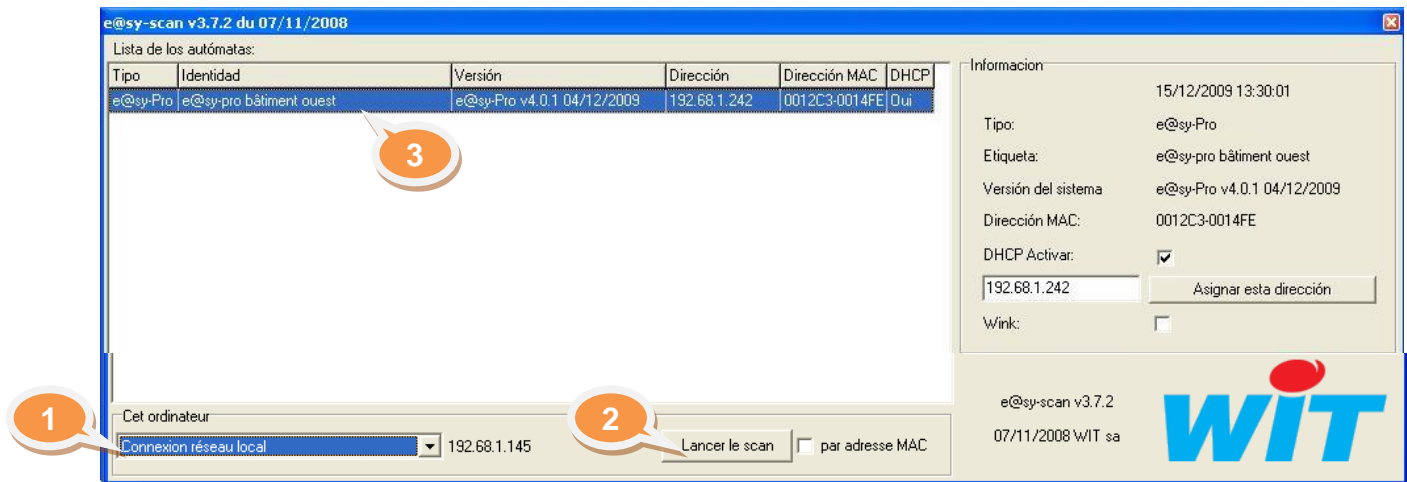 e@sy-scan v3.7.2 du 07/11/2008
Lista de los autómatas:
Tipo Identidad Versión Dirección Dirección MAC DHCP
e@sy-Pro e@sy-pro bâtiment ouest e@sy-Pro v4.0.1 04/12/2009 192.68.1.242 0012C3-0014FE Oui
3
Informacion
15/12/2009 13:30:01
Tipo: e@sy-Pro
Etiqueta: e@sy-pro bâtiment ouest
Versión del sistema e@sy-Pro v4.0.1 04/12/2009
Dirección MAC: 0012C3-0014FE
DHCP Activar:
192.68.1.242 Asignar esta dirección
Wink:
1
Cet ordinateur
Connexion réseau local 192.68.1.145
2
Lancer le scan par adresse MAC
e@sy-scan v3.7.2
07/11/2008 WIT sa
WiT